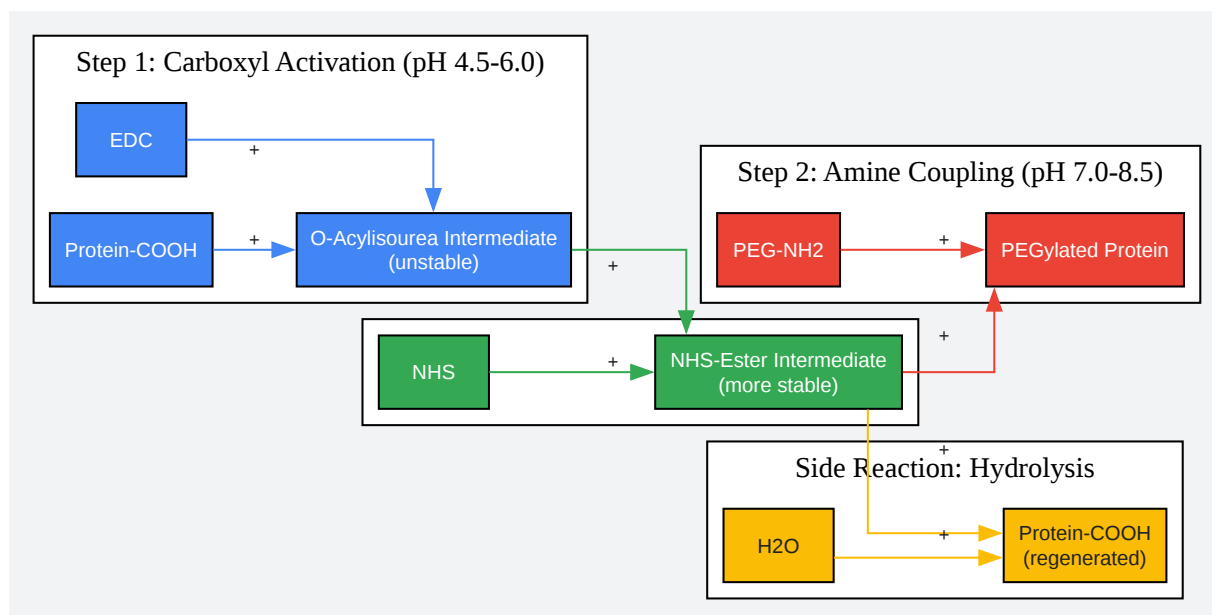 Step 1: Carboxyl Activation (pH 4.5-6.0)
EDC
+
Protein-COOH
+
O-Acylisourea Intermediate
(unstable)
+
Step 2: Amine Coupling (pH 7.0-8.5)
PEG-NH2
+
PEGylated Protein
NHS
+
NHS-Ester Intermediate
(more stable)
+
Side Reaction: Hydrolysis
+
H2O
+
Protein-COOH
(regenerated)